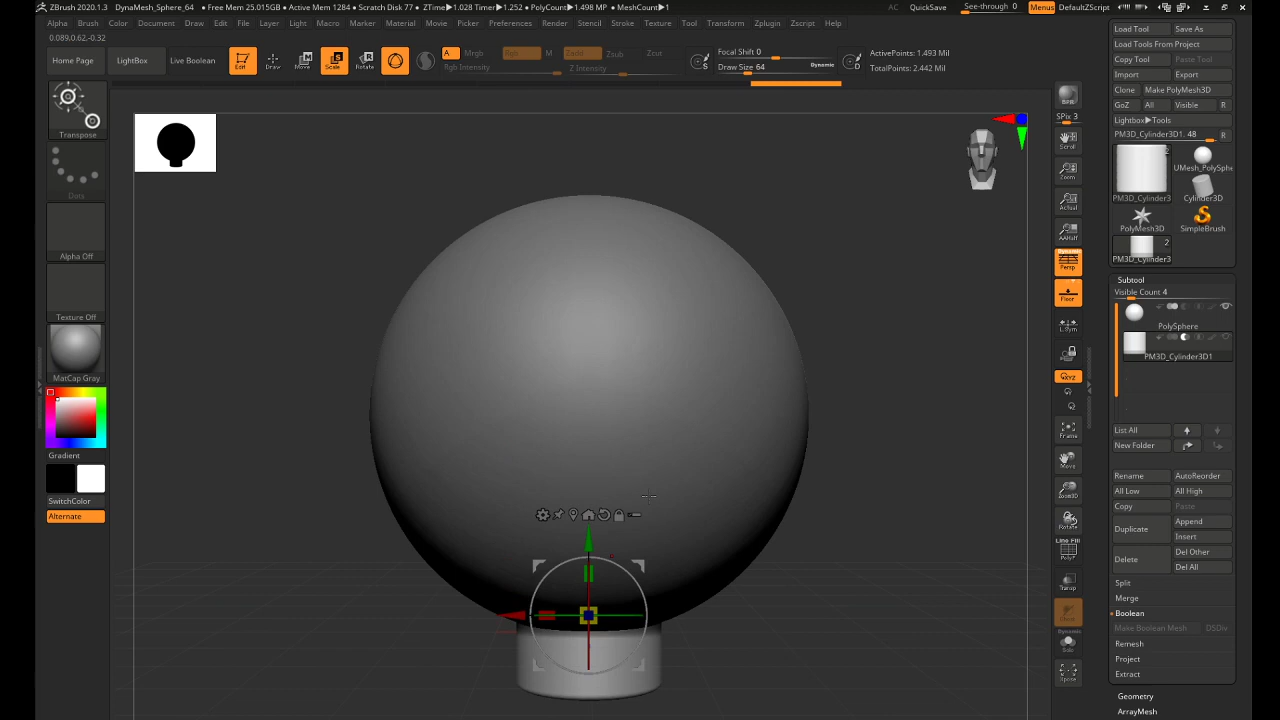 ZBrush 2020.1.3 DynaMesh_Sphere_64 • Free Mem 25.015GB • Active Mem 1284 • Scratch Disk 77 • ZTime▶1.028 Timer▶1.252 • PolyCount▶1.498 MP • MeshCount▶1
AC QuickSave See-through 0 Menus DefaultZScript
Alpha Brush Color Document Draw Edit File Layer Light Macro Marker Material Movie Picker Preferences Render Stencil Stroke Texture Tool Transform Zplugin Zscript Help
0.089,0.62,-0.32
Home Page LightBox Live Boolean Edit Draw Move Scale Rotate
A Mrgb Rgb M Zadd Zsub Zcut
Rgb Intensity Z Intensity
Focal Shift 0
Draw Size 64 Dynamic
S D
ActivePoints: 1.493 Mil
TotalPoints: 2.442 Mil
Transpose
Dots
Alpha Off
Texture Off
MatCap Gray
Gradient
SwitchColor
Alternate
BPR
SPix 3
Scroll
Zoom
Actual
AAHalf
Dynamic
Persp
Floor
L.Sym
XYZ
Y
Z
Frame
Move
Zoom3D
Rotate
Line Fill
PolyF
Transp
Ghost
Dynamic
Solo
Xpose
Load Tool Save As
Load Tools From Project
Copy Tool Paste Tool
Import Export
Clone Make PolyMesh3D
GoZ All Visible R
Lightbox▶Tools
PM3D_Cylinder3D1. 48 R
2
UMesh_PolySphe
PM3D_Cylinder3 Cylinder3D
PolyMesh3D SimpleBrush
2
PM3D_Cylinder3
Subtool
Visible Count 4
PolySphere
PM3D_Cylinder3D1
List All
New Folder
Rename AutoReorder
All Low All High
Copy Paste
Duplicate Append
Insert
Delete Del Other
Del All
Split
Merge
Boolean
Make Boolean Mesh DSDiv
Remesh
Project
Extract
Geometry
ArrayMesh